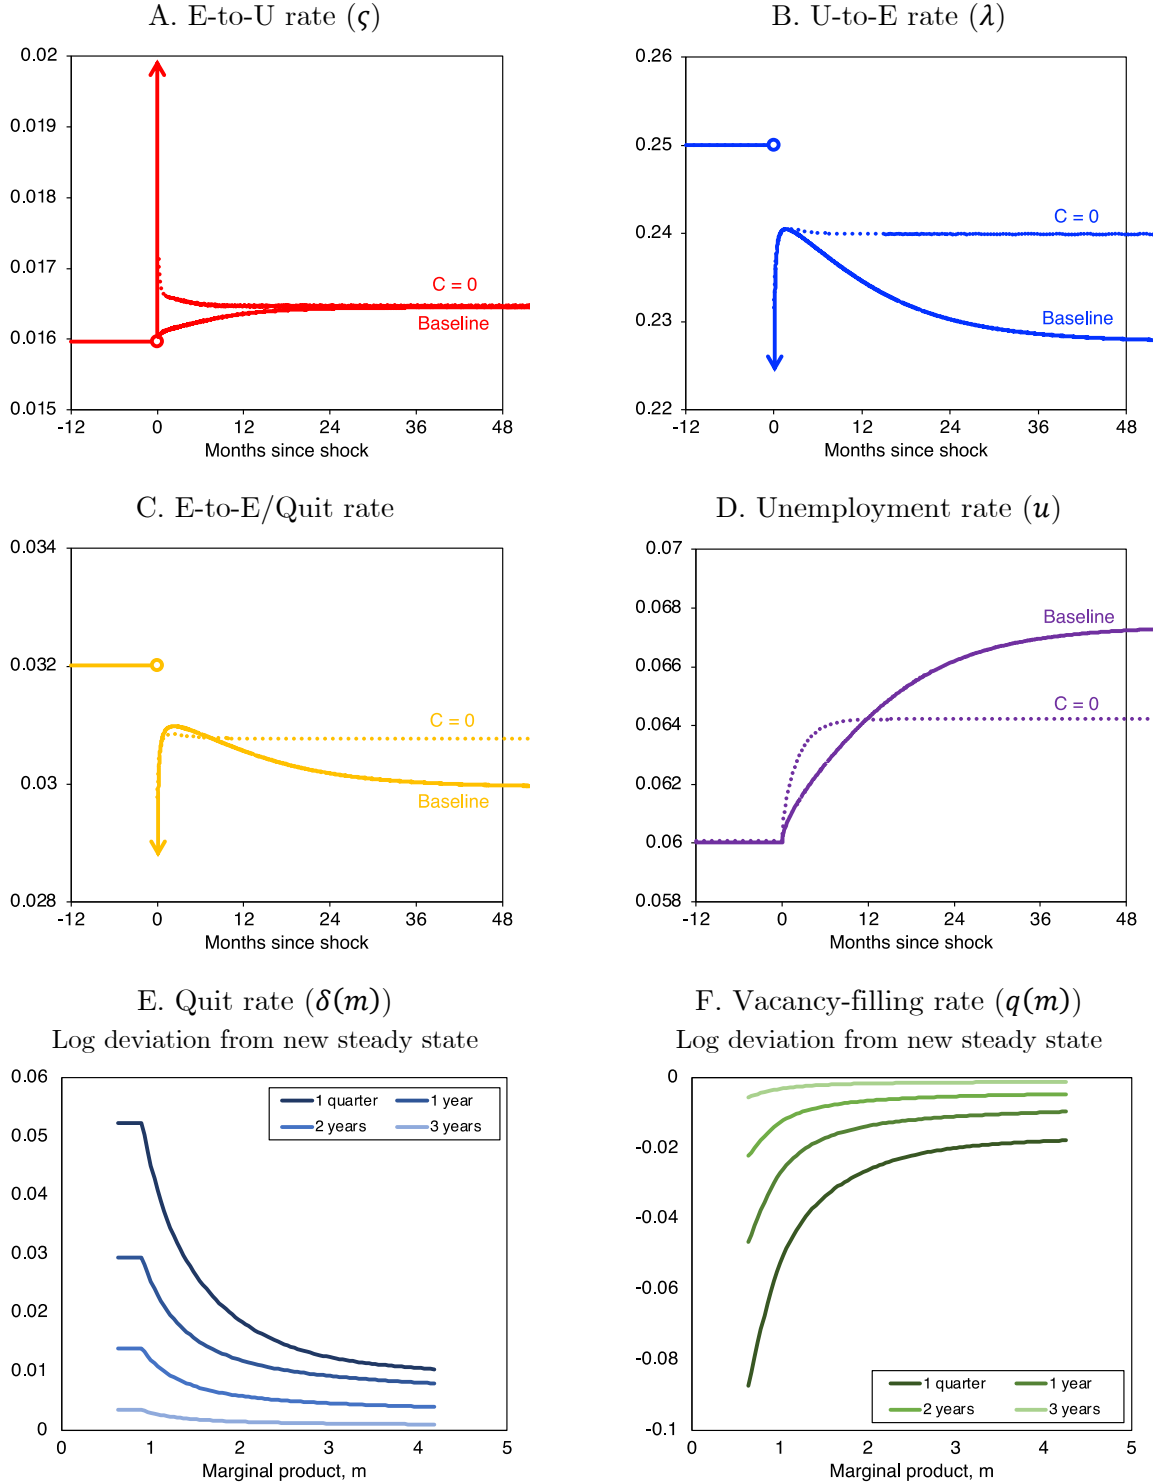 A. E-to-U rate (ς)
0.02
0.019
0.018
0.017
0.016
0.015
C = 0
Baseline
-12 0 12 24 36 48
Months since shock
B. U-to-E rate (λ)
0.26
0.25
0.24
0.23
0.22
C = 0
Baseline
-12 0 12 24 36 48
Months since shock
C. E-to-E/Quit rate
0.034
0.032
0.03
0.028
C = 0
Baseline
-12 0 12 24 36 48
Months since shock
D. Unemployment rate (u)
0.07
0.068
0.066
0.064
0.062
0.06
0.058
Baseline
C = 0
-12 0 12 24 36 48
Months since shock
E. Quit rate (δ(m))
Log deviation from new steady state
0.06
0.05
0.04
0.03
0.02
0.01
0
1 quarter 1 year
2 years 3 years
0 1 2 3 4 5
Marginal product, m
F. Vacancy-filling rate (q(m))
Log deviation from new steady state
0
-0.02
-0.04
-0.06
-0.08
-0.1
1 quarter 1 year
2 years 3 years
0 1 2 3 4 5
Marginal product, m